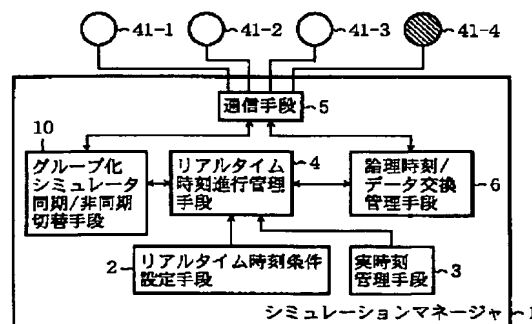 41-1
41-2
41-3
41-4
通信手段
5
10
グループ化
シミュレータ
同期/非同期
切替手段
リアルタイム
時刻進行管理
手段
4
論理時刻/
データ交換
管理手段
6
2
リアルタイム時刻条件
設定手段
実時刻
管理手段
3
シミュレーションマネージャ
1